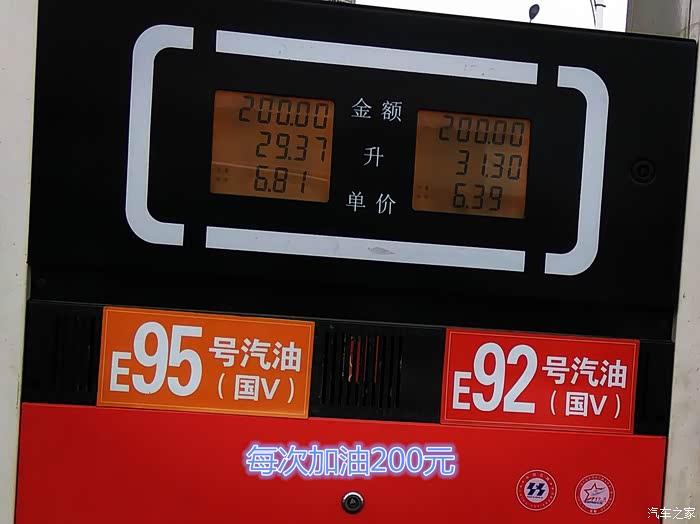 200.00 金额 200.00
29.37 升 31.30
6.81 单价 6.39
E95号汽油
(国V)
E92号汽油
(国V)
每次加油200元
汽车之家